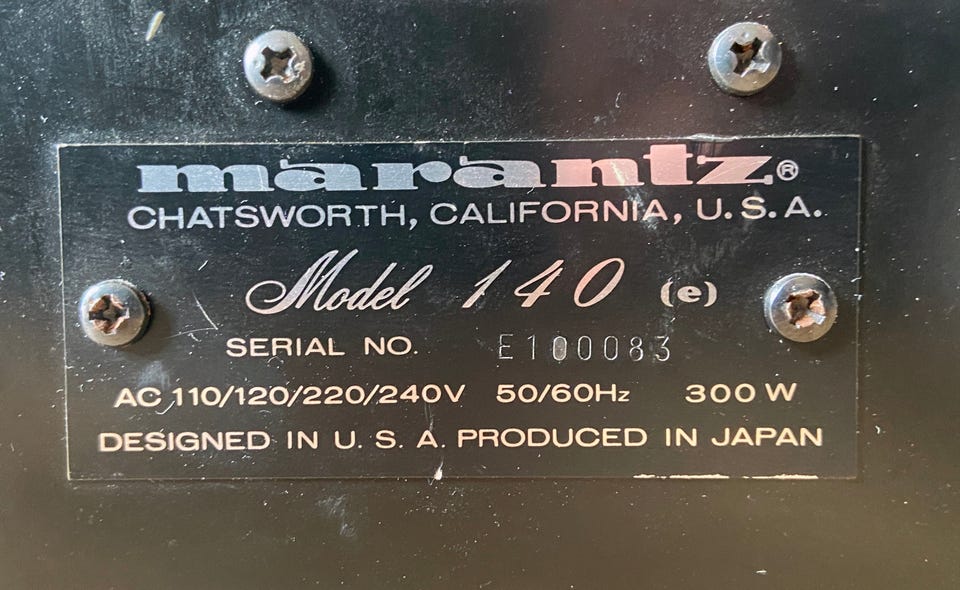 marantz®
CHATSWORTH, CALIFORNIA, U.S.A.
Model 140 (e)
SERIAL NO. E100083
AC 110/120/220/240V 50/60Hz 300 W
DESIGNED IN U. S. A. PRODUCED IN JAPAN